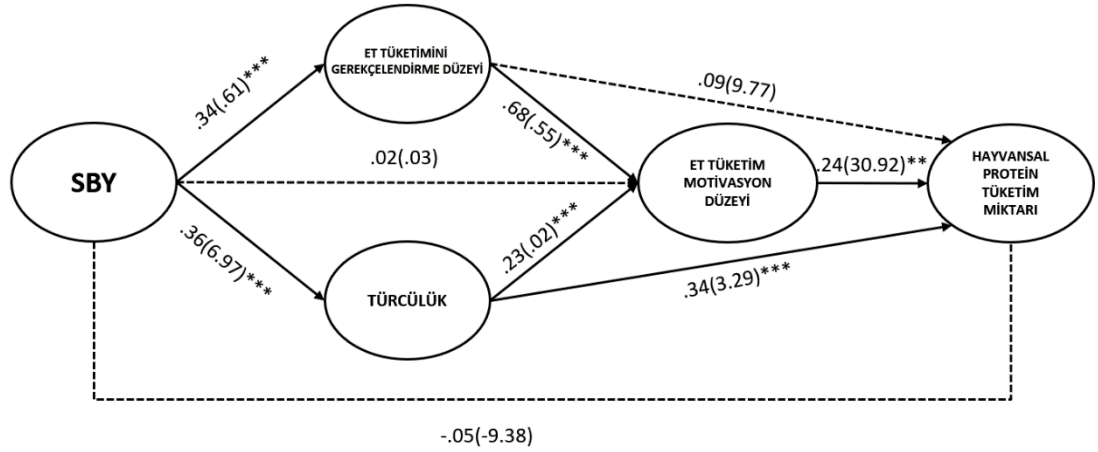 ET TÜKETİMİNİ
GEREKÇELENDİRME DÜZEYİ
.34(.61)***
.09(9.77)
.68(.55)***
SBY
.02(.03)
ET TÜKETİM
MOTİVASYON
DÜZEYİ
.24(30.92)**
HAYVANSAL
PROTEİN
TÜKETİM
MİKTARI
.36(6.97)***
.23(.02)***
TÜRCÜLÜK
.34(3.29)***
-.05(-9.38)